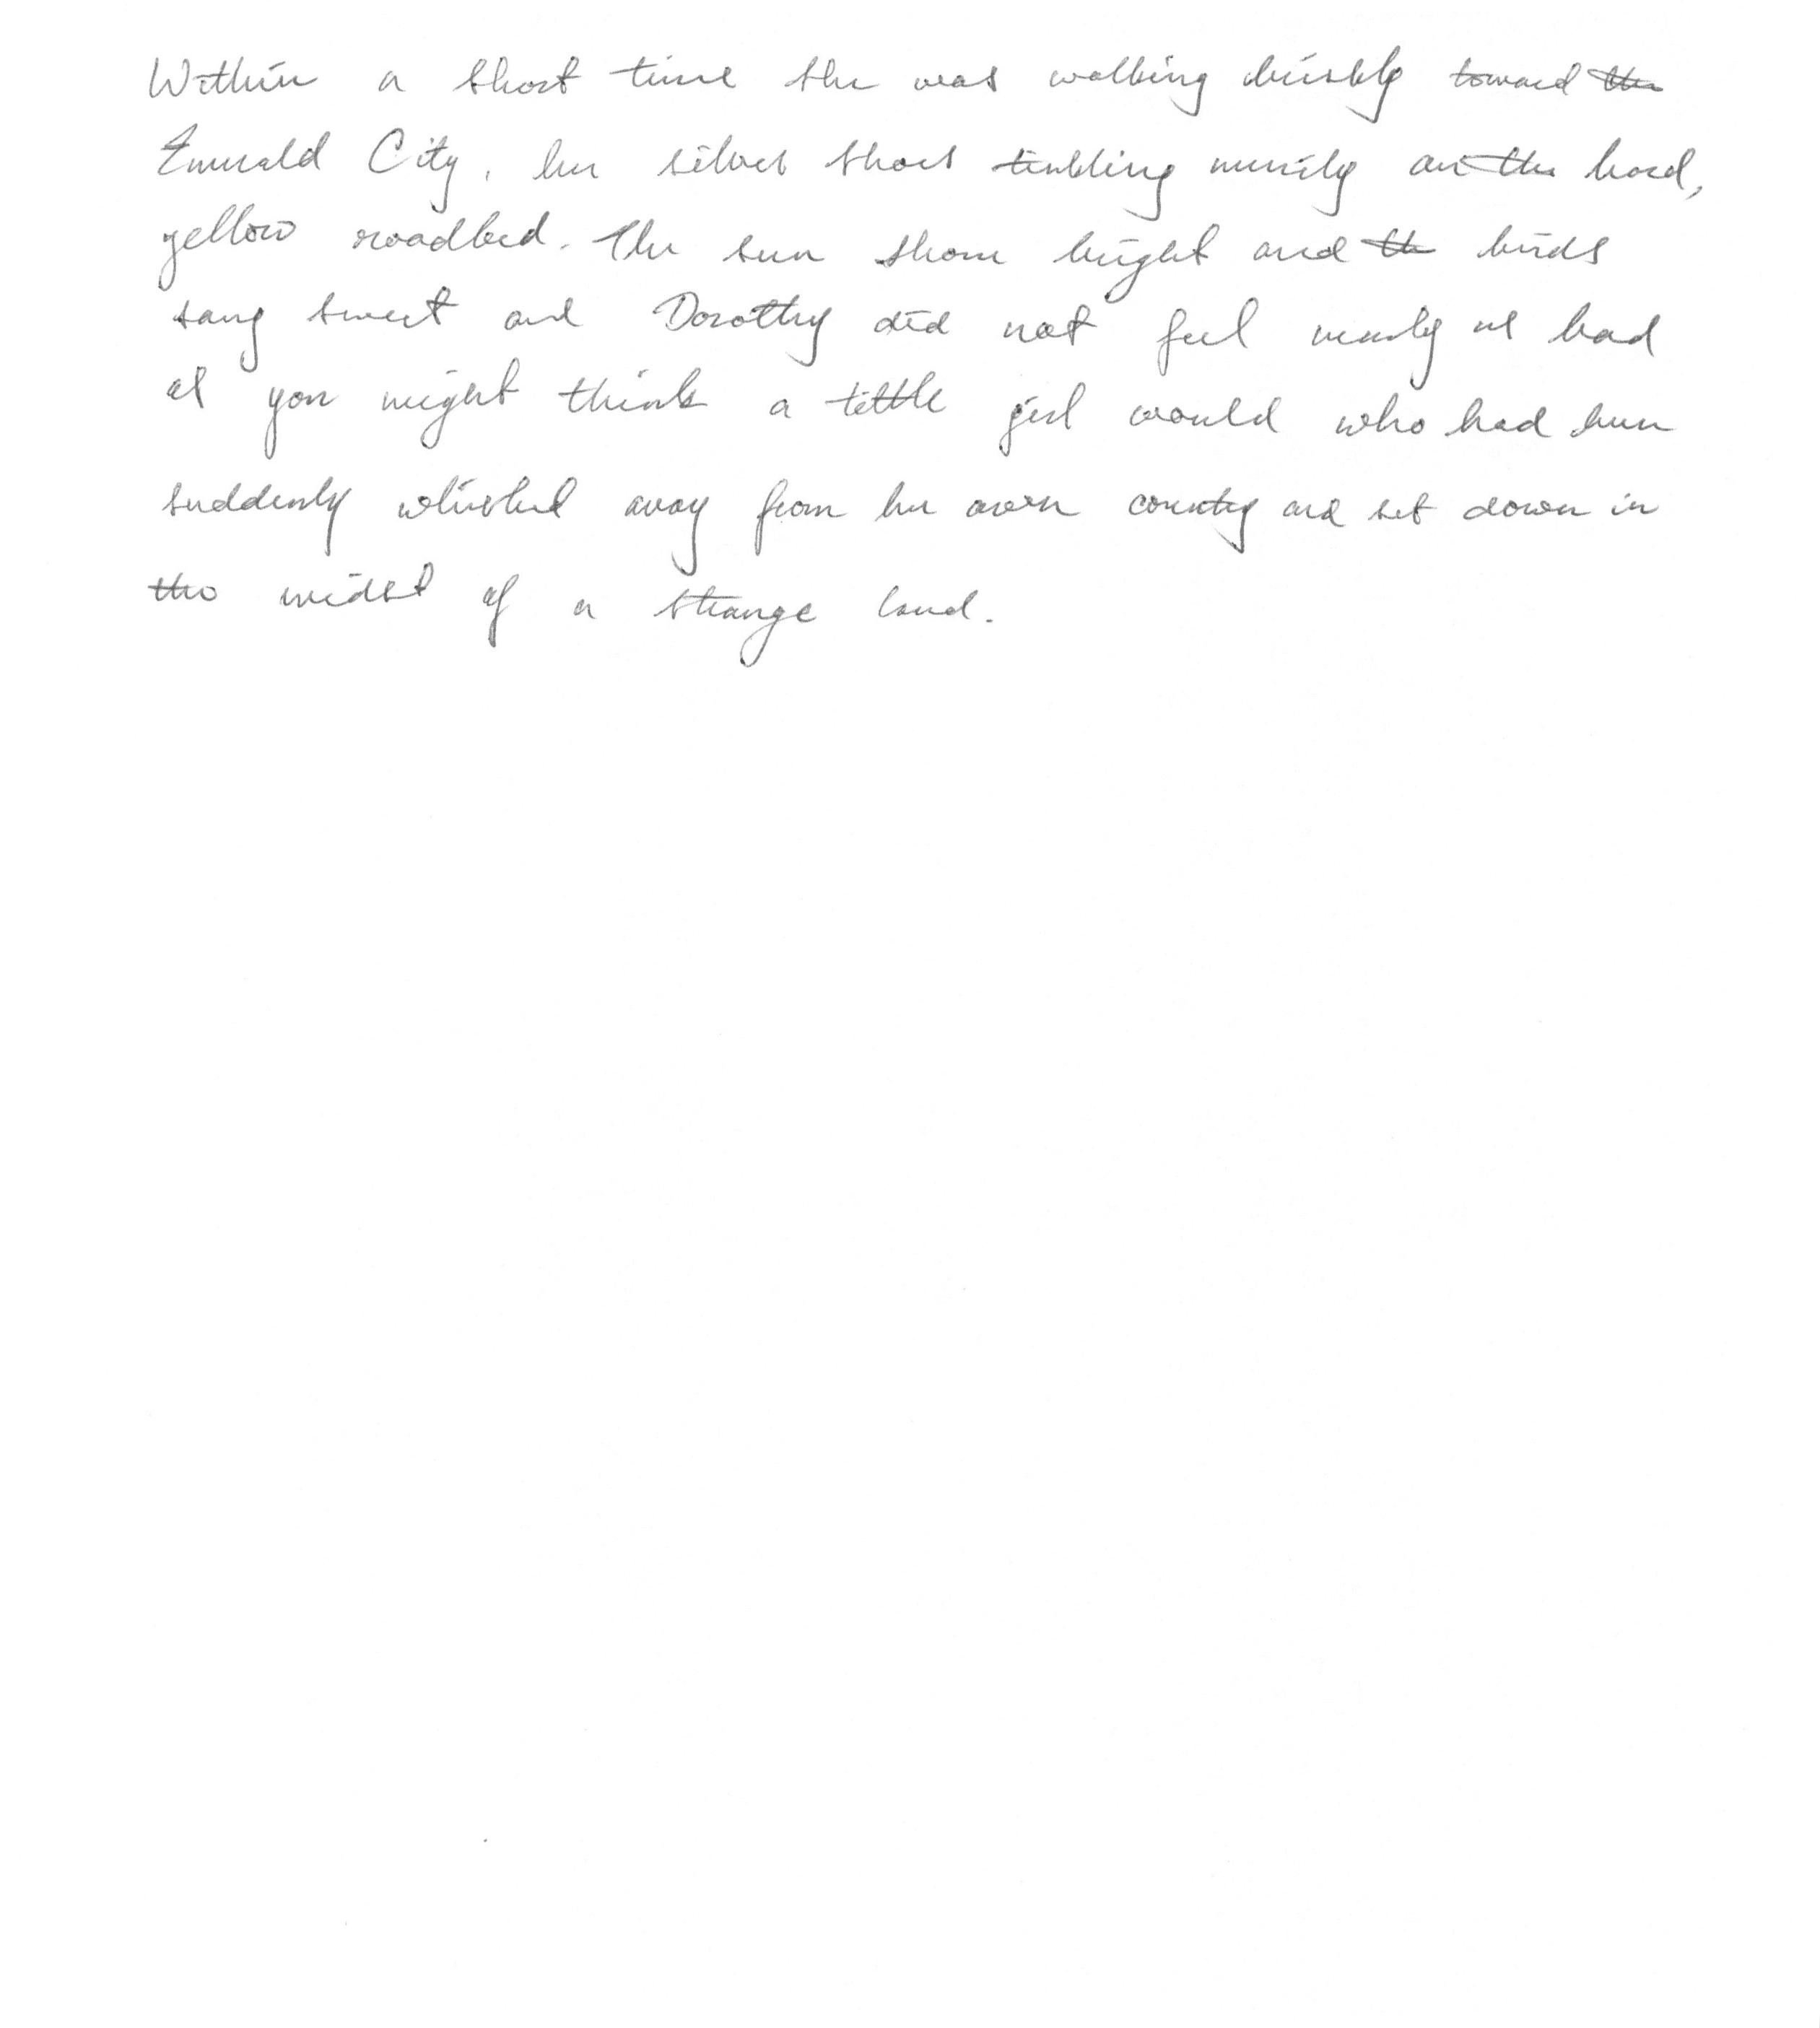 Within a short time she was walking briskly toward the
Emerald City, her silver shoes tinkling merrily on the hard,
yellow roadbed. The sun shone bright and the birds
sang sweet and Dorothy did not feel nearly as bad
as you might think a little girl would who had been
suddenly whisked away from her own country and set down in
the midst of a strange land.